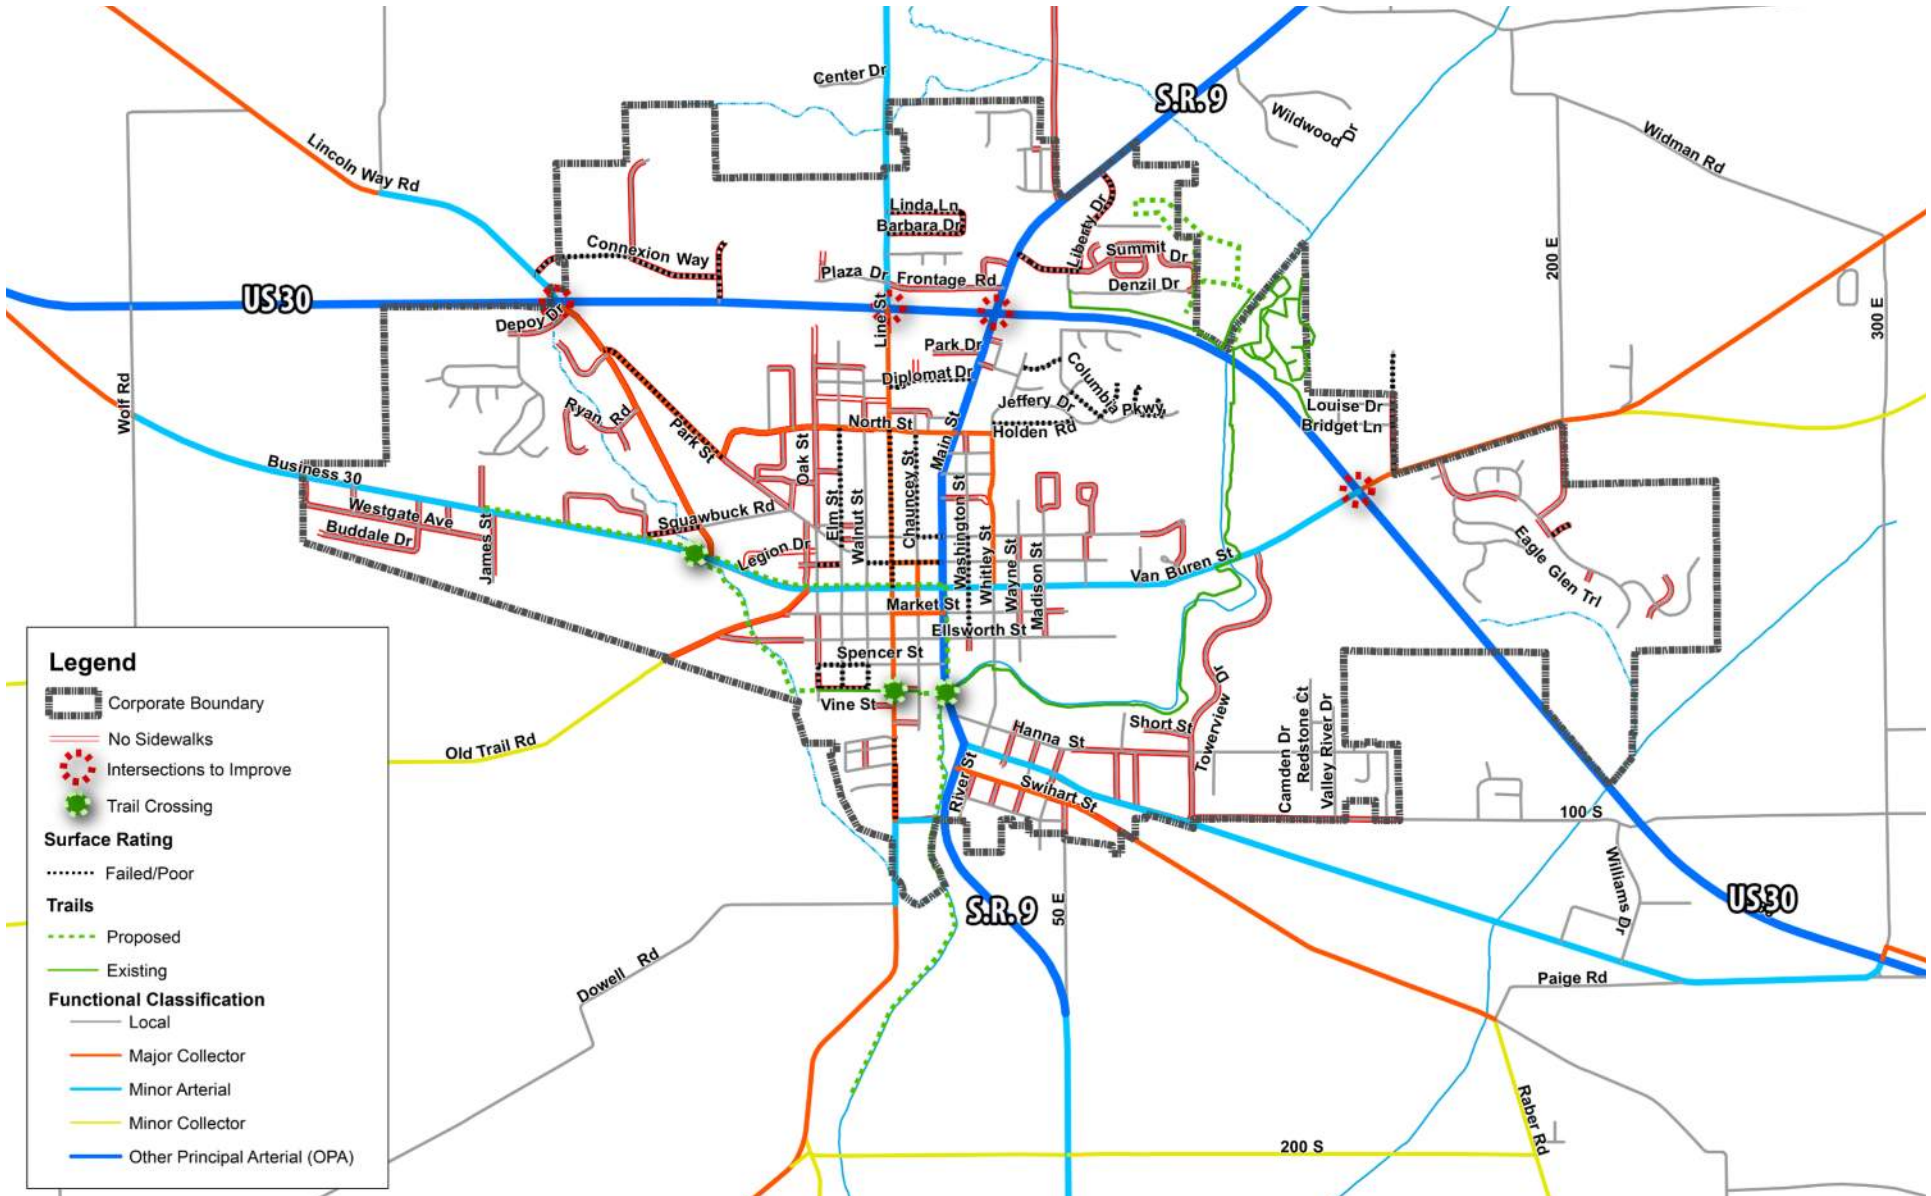 Center Dr
S.R. 9
Wildwood Dr
Widman Rd
Lincoln Way Rd
Linda Ln
Barbara Dr
Liberty Dr
Connexion Way
Summit Dr
200 E
Plaza Dr
Frontage Rd
Denzil Dr
US 30
300 E
Depoy Dr
Line St
Park Dr
Diplomat Dr
Columbia Pkwy
Wolf Rd
Jeffery Dr
Louise Dr
Ryan Rd
North St
Main St
Holden Rd
Bridget Ln
Park St
Oak St
Business 30
Chauncey St
Westgate Ave
Squawbuck Rd
Elm St
Walnut St
Washington St
Buddale Dr
James St
Legion Dr
Whitley St
Wayne St
Madison St
Van Buren St
Eagle Glen Trl
Market St
Ellsworth St
Spencer St
Vine St
Towerview Dr
Short St
Hanna St
Old Trail Rd
River St
Swihart St
Camden Dr
Redstone Ct
Valley River Dr
100 S
Williams Dr
US 30
S.R. 9
50 E
Dowell Rd
Paige Rd
Raber Rd
200 S
Legend
Corporate Boundary
No Sidewalks
Intersections to Improve
Trail Crossing
Surface Rating
Failed/Poor
Trails
Proposed
Existing
Functional Classification
Local
Major Collector
Minor Arterial
Minor Collector
Other Principal Arterial (OPA)